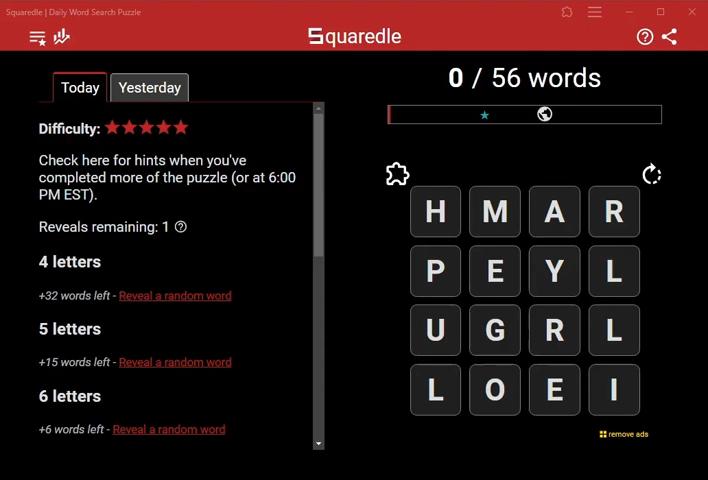 Squaredle | Daily Word Search Puzzle
Squaredle
Today
Yesterday
Difficulty:
Check here for hints when you've
completed more of the puzzle (or at 6:00
PM EST).
Reveals remaining: 1
4 letters
+32 words left - Reveal a random word
5 letters
+15 words left - Reveal a random word
6 letters
+6 words left - Reveal a random word
0 / 56 words
H M A R
P E Y L
U G R L
L O E I
remove ads